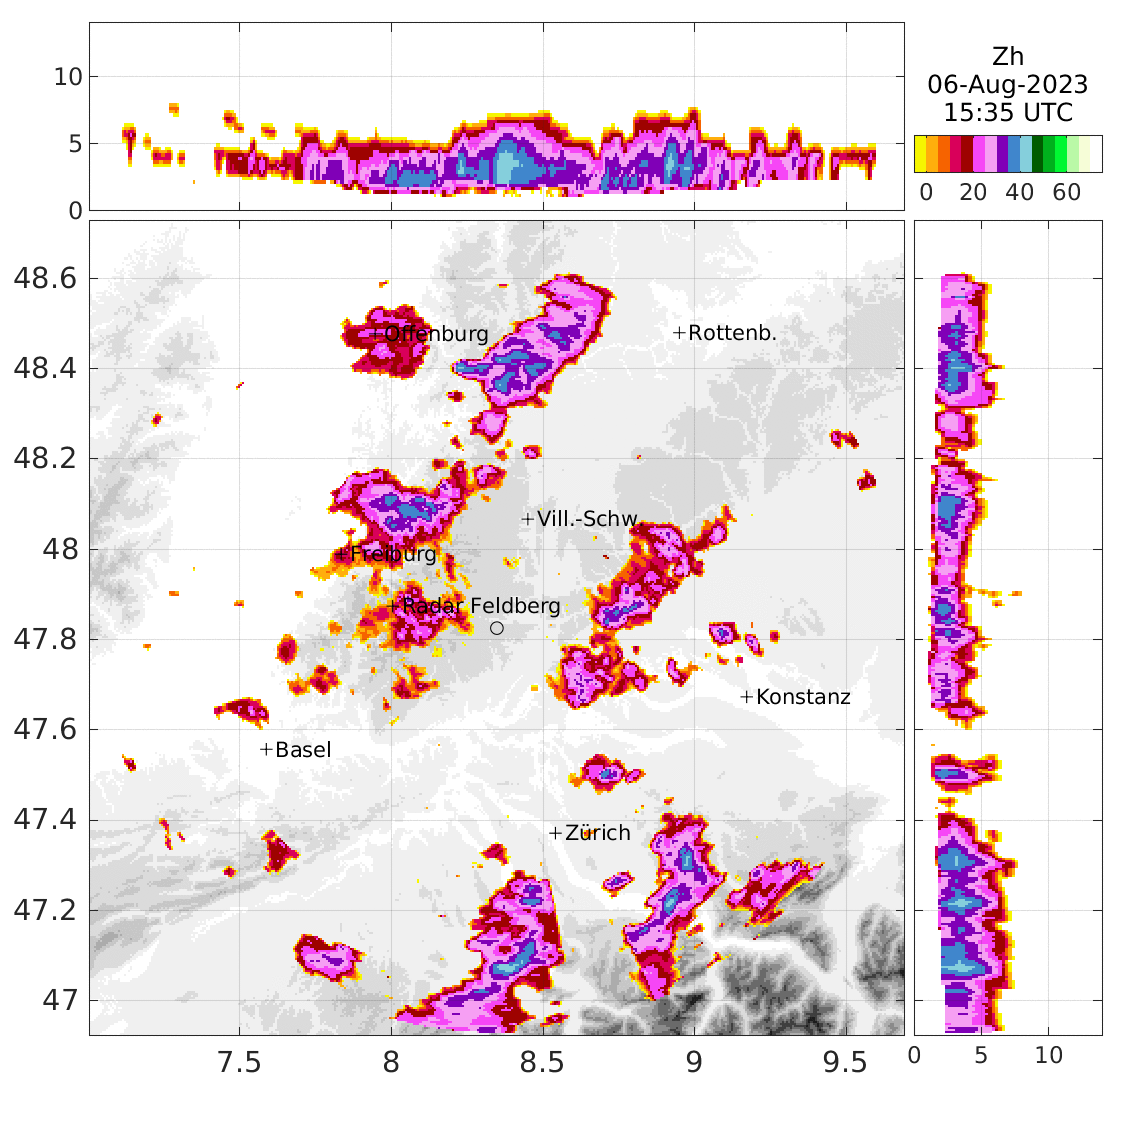 10
5
0
Zh
06-Aug-2023
15:35 UTC
0 20 40 60
48.6
48.4
48.2
48
47.8
47.6
47.4
47.2
47
+Offenburg
+Rottenb.
+Vill.-Schw.
+Freiburg
+Radar Feldberg
+Konstanz
+Basel
+Zürich
7.5 8 8.5 9 9.5
0 5 10